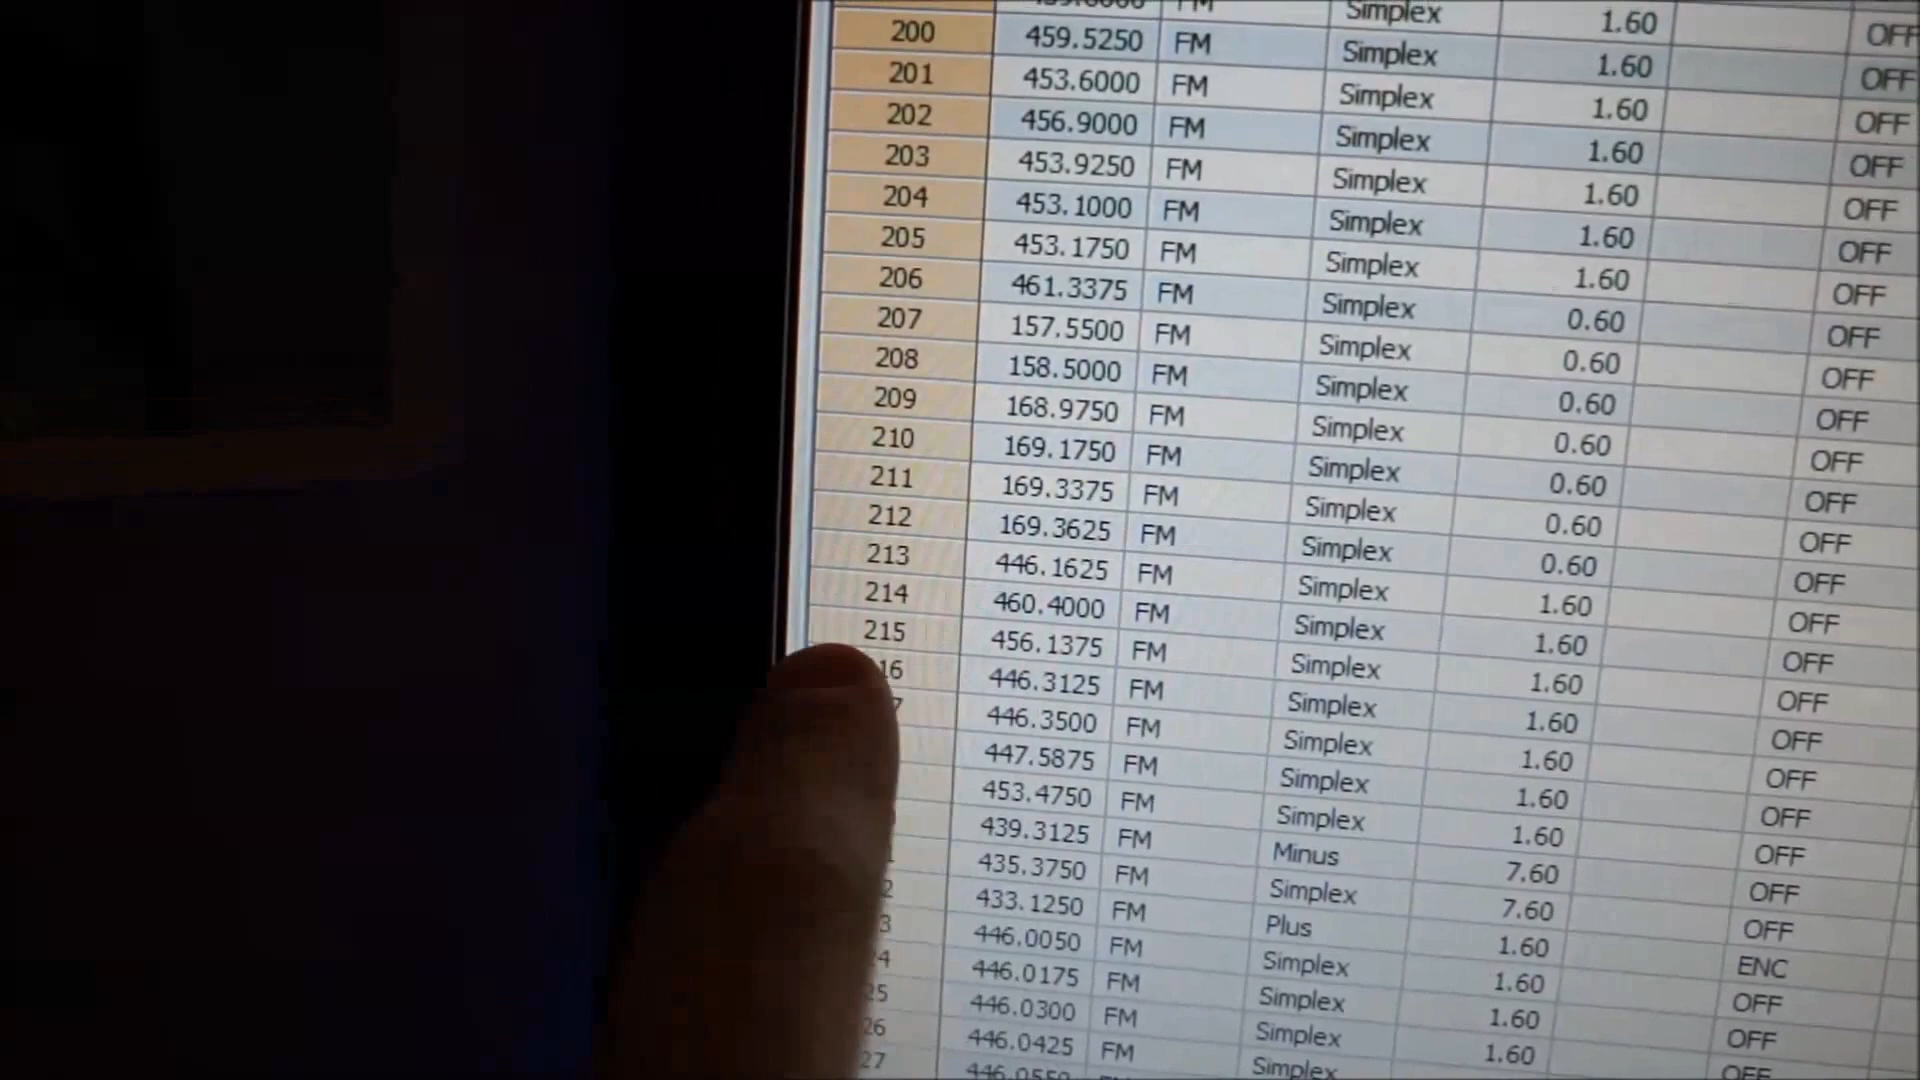 FM Simplex 1.60 OFF
200 459.5250 FM Simplex 1.60 OFF
201 453.6000 FM Simplex 1.60 OFF
202 456.9000 FM Simplex 1.60 OFF
203 453.9250 FM Simplex 1.60 OFF
204 453.1000 FM Simplex 1.60 OFF
205 453.1750 FM Simplex 1.60 OFF
206 461.3375 FM Simplex 0.60 OFF
207 157.5500 FM Simplex 0.60 OFF
208 158.5000 FM Simplex 0.60 OFF
209 168.9750 FM Simplex 0.60 OFF
210 169.1750 FM Simplex 0.60 OFF
211 169.3375 FM Simplex 0.60 OFF
212 169.3625 FM Simplex 0.60 OFF
213 446.1625 FM Simplex 1.60 OFF
214 460.4000 FM Simplex 1.60 OFF
215 456.1375 FM Simplex 1.60 OFF
16 446.3125 FM Simplex 1.60 OFF
7 446.3500 FM Simplex 1.60 OFF
447.5875 FM Simplex 1.60 OFF
453.4750 FM Simplex 1.60 OFF
439.3125 FM Minus 7.60 OFF
435.3750 FM Simplex 7.60 OFF
2 433.1250 FM Plus 1.60 ENC
3 446.0050 FM Simplex 1.60 OFF
24 446.0175 FM Simplex 1.60 OFF
25 446.0300 FM Simplex 1.60 OFF
26 446.0425 FM Simplex
27